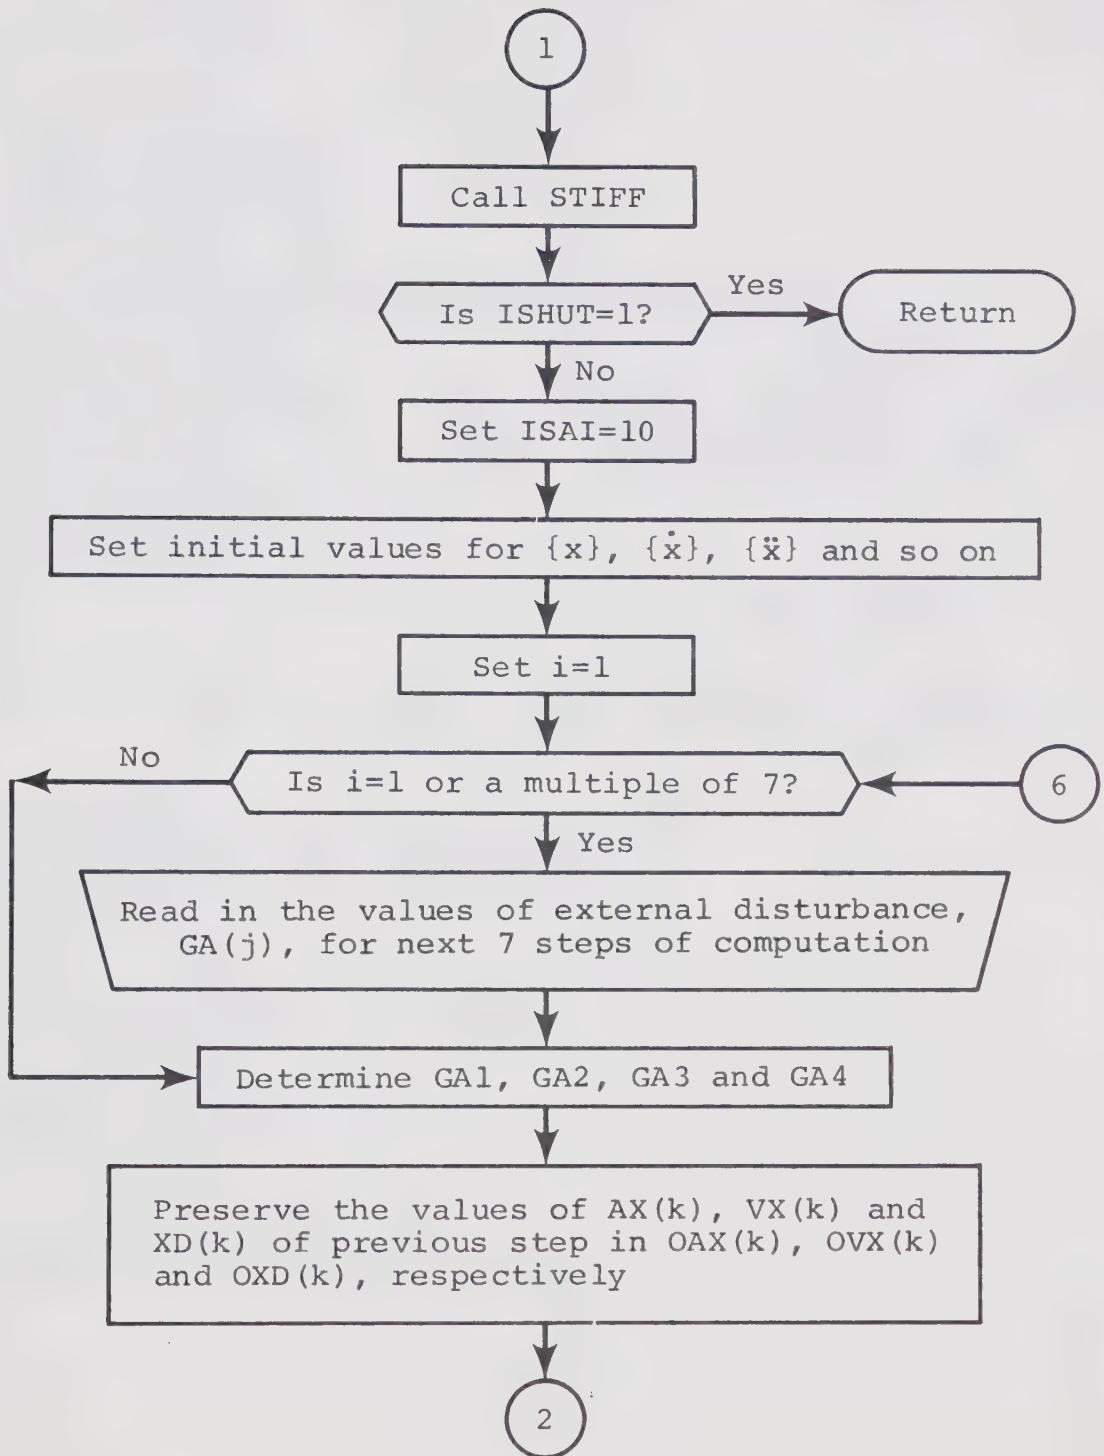 1
Call STIFF
Is ISHUT=1?
Yes
Return
No
Set ISAI=10
Set initial values for {x}, {ẋ}, {ẍ} and so on
Set i=1
No
Is i=1 or a multiple of 7?
6
Yes
Read in the values of external disturbance,
GA(j), for next 7 steps of computation
Determine GA1, GA2, GA3 and GA4
Preserve the values of AX(k), VX(k) and
XD(k) of previous step in OAX(k), OVX(k)
and OXD(k), respectively
2